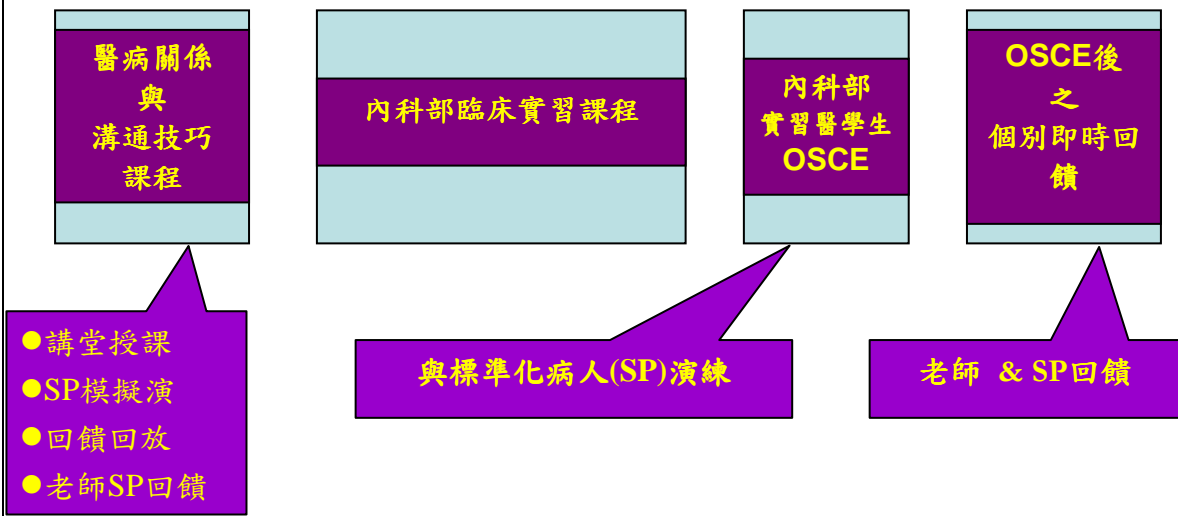 醫病關係
與
溝通技巧
課程
內科部臨床實習課程
內科部
實習醫學生
OSCE
OSCE後
之
個別即時回
饋
●講堂授課
●SP模擬演
●回饋回放
●老師SP回饋
與標準化病人(SP)演練
老師 & SP回饋